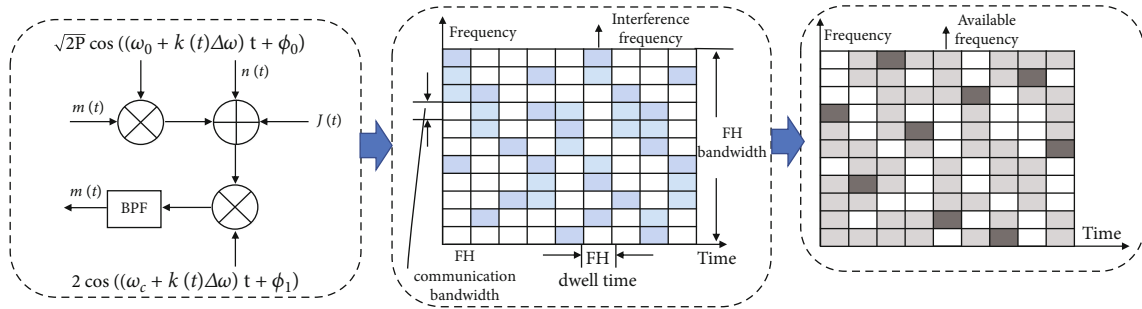 √2P cos ((ω₀ + k (t)Δω) t + ϕ₀)
n (t)
m (t)
J (t)
m (t)
BPF
2 cos ((ω_c + k (t)Δω) t + ϕ₁)
Frequency
Interference
frequency
FH
bandwidth
FH
communication
bandwidth
FH
dwell time
Time
Frequency
Available
frequency
Time